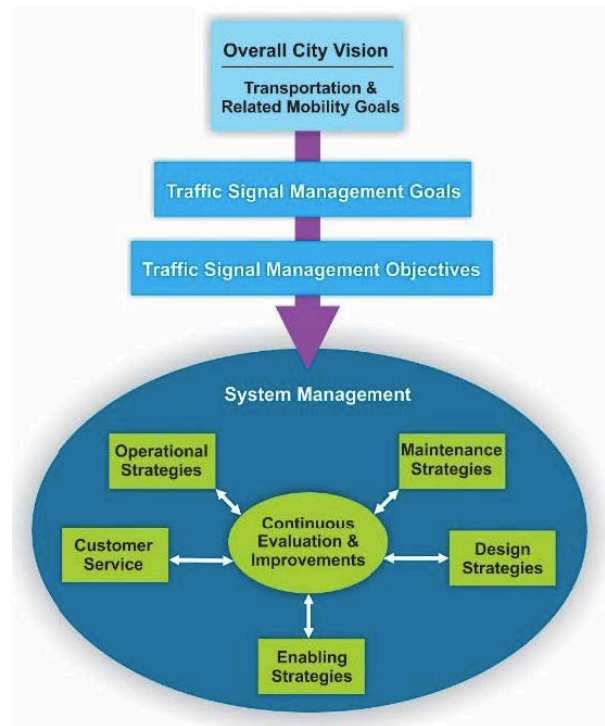 Overall City Vision
Transportation &
Related Mobility Goals
Traffic Signal Management Goals
Traffic Signal Management Objectives
System Management
Operational
Strategies
Maintenance
Strategies
Continuous
Evaluation &
Improvements
Customer
Service
Design
Strategies
Enabling
Strategies